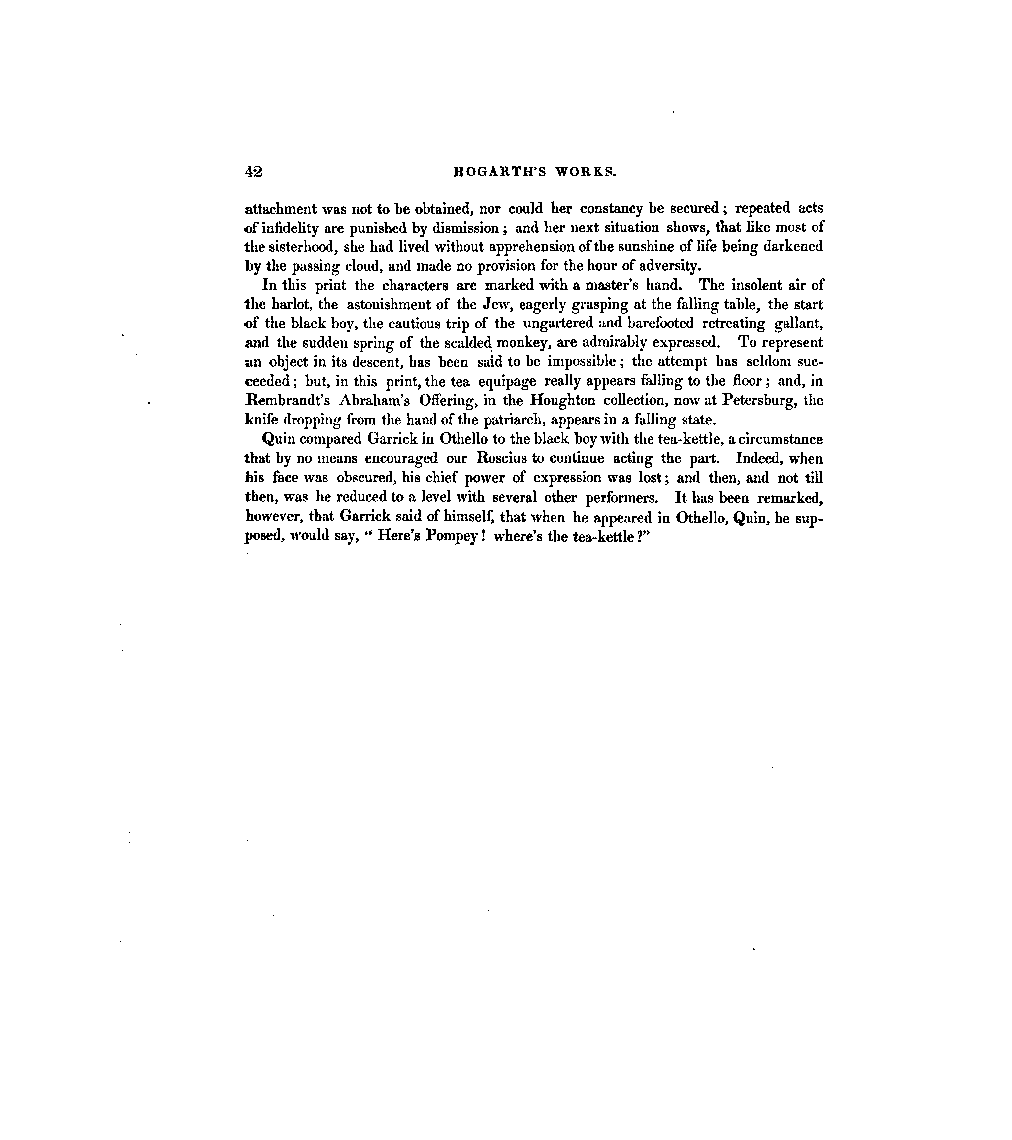 42 HOGARTH'S WORKS.
attachment was not to be obtained, nor could her constancy be secured; repeated acts
of infidelity are punished by dismission; and her next situation shows, that like most of
the sisterhood, she had lived without apprehension of the sunshine of life being darkened
by the passing cloud, and made no provision for the hour of adversity.
In this print the characters are marked with a master's hand. The insolent air of
the harlot, the astonishment of the Jew, eagerly grasping at the falling table, the start
of the black boy, the cautious trip of the ungartered and barefooted retreating gallant,
and the sudden spring of the scalded monkey, are admirably expressed. To represent
an object in its descent, has been said to be impossible; the attempt has seldom suc-
ceeded; but, in this print, the tea equipage really appears falling to the floor; and, in
Rembrandt's Abraham's Offering, in the Houghton collection, now at Petersburg, the
knife dropping from the hand of the patriarch, appears in a falling state.
Quin compared Garrick in Othello to the black boy with the tea-kettle, a circumstance
that by no means encouraged our Roscius to continue acting the part. Indeed, when
his face was obscured, his chief power of expression was lost; and then, and not till
then, was he reduced to a level with several other performers. It has been remarked,
however, that Garrick said of himself, that when he appeared in Othello, Quin, he sup-
posed, would say, "Here's Pompey! where's the tea-kettle?"